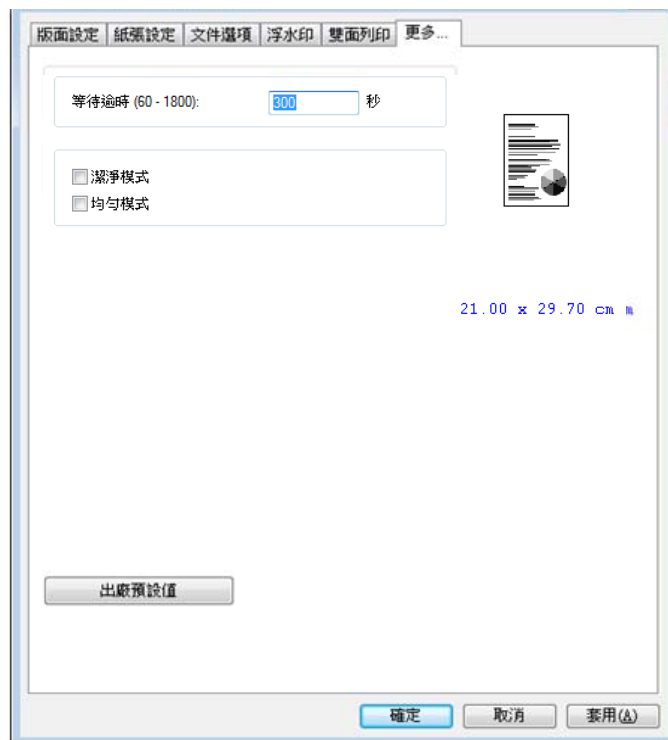 版面設定 紙張設定 文件選項 浮水印 雙面列印 更多...
等待逾時 (60 - 1800): 300 秒
潔淨模式
均勻模式
21.00 x 29.70 cm m
出廠預設值
確定 取消 套用(A)